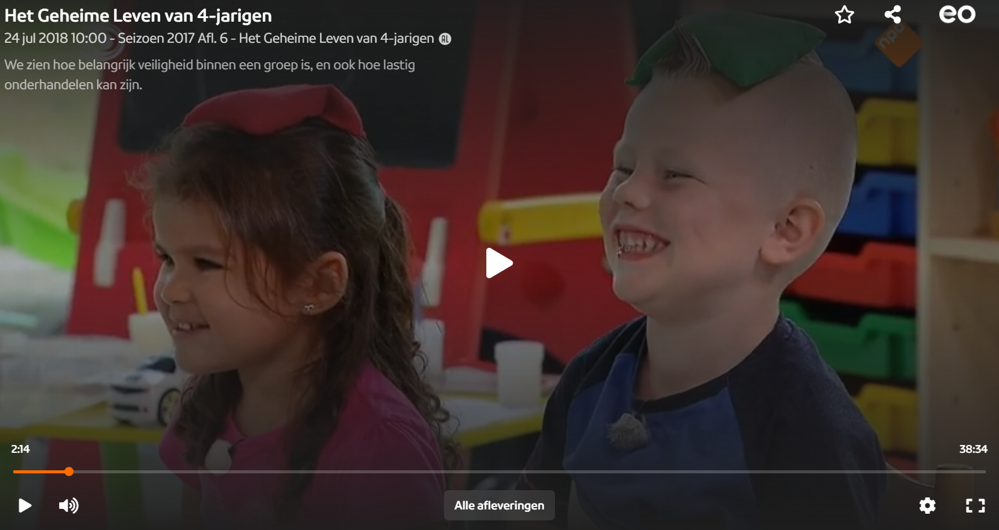 Het Geheime Leven van 4-jarigen
24 jul 2018 10:00 - Seizoen 2017 Afl. 6 - Het Geheime Leven van 4-jarigen AL
We zien hoe belangrijk veiligheid binnen een groep is, en ook hoe lastig
onderhandelen kan zijn.
eo
npo
2:14
38:34
Alle afleveringen